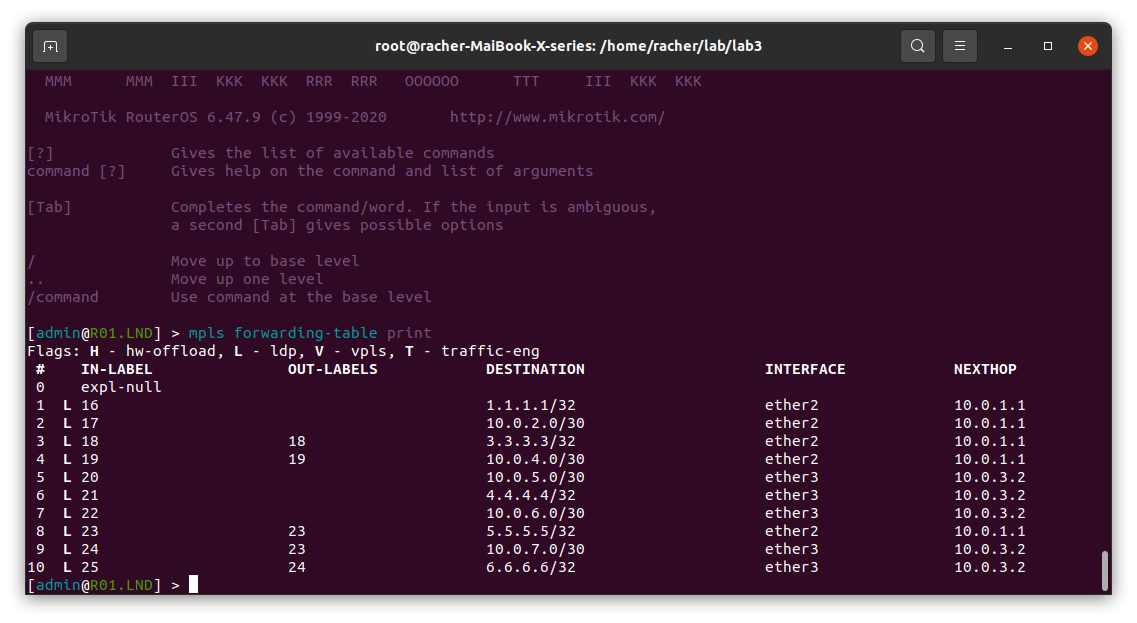 root@racher-MaiBook-X-series: /home/racher/lab/lab3
MMM      MMM  III  KKK  KKK  RRR  RRR   OOOOOO      TTT     III  KKK  KKK
MikroTik RouterOS 6.47.9 (c) 1999-2020       http://www.mikrotik.com/
[?]             Gives the list of available commands
command [?]     Gives help on the command and list of arguments
[Tab]           Completes the command/word. If the input is ambiguous,
                a second [Tab] gives possible options
/               Move up to base level
..              Move up one level
/command        Use command at the base level
[admin@R01.LND] > mpls forwarding-table print
Flags: H - hw-offload, L - ldp, V - vpls, T - traffic-eng
 #    IN-LABEL               OUT-LABELS            DESTINATION                    INTERFACE            NEXTHOP
 0    expl-null
 1  L 16                                           1.1.1.1/32                     ether2               10.0.1.1
 2  L 17                                           10.0.2.0/30                    ether2               10.0.1.1
 3  L 18                     18                    3.3.3.3/32                     ether2               10.0.1.1
 4  L 19                     19                    10.0.4.0/30                    ether2               10.0.1.1
 5  L 20                                           10.0.5.0/30                    ether3               10.0.3.2
 6  L 21                                           4.4.4.4/32                     ether3               10.0.3.2
 7  L 22                                           10.0.6.0/30                    ether3               10.0.3.2
 8  L 23                     23                    5.5.5.5/32                     ether2               10.0.1.1
 9  L 24                     23                    10.0.7.0/30                    ether3               10.0.3.2
10  L 25                     24                    6.6.6.6/32                     ether3               10.0.3.2
[admin@R01.LND] >